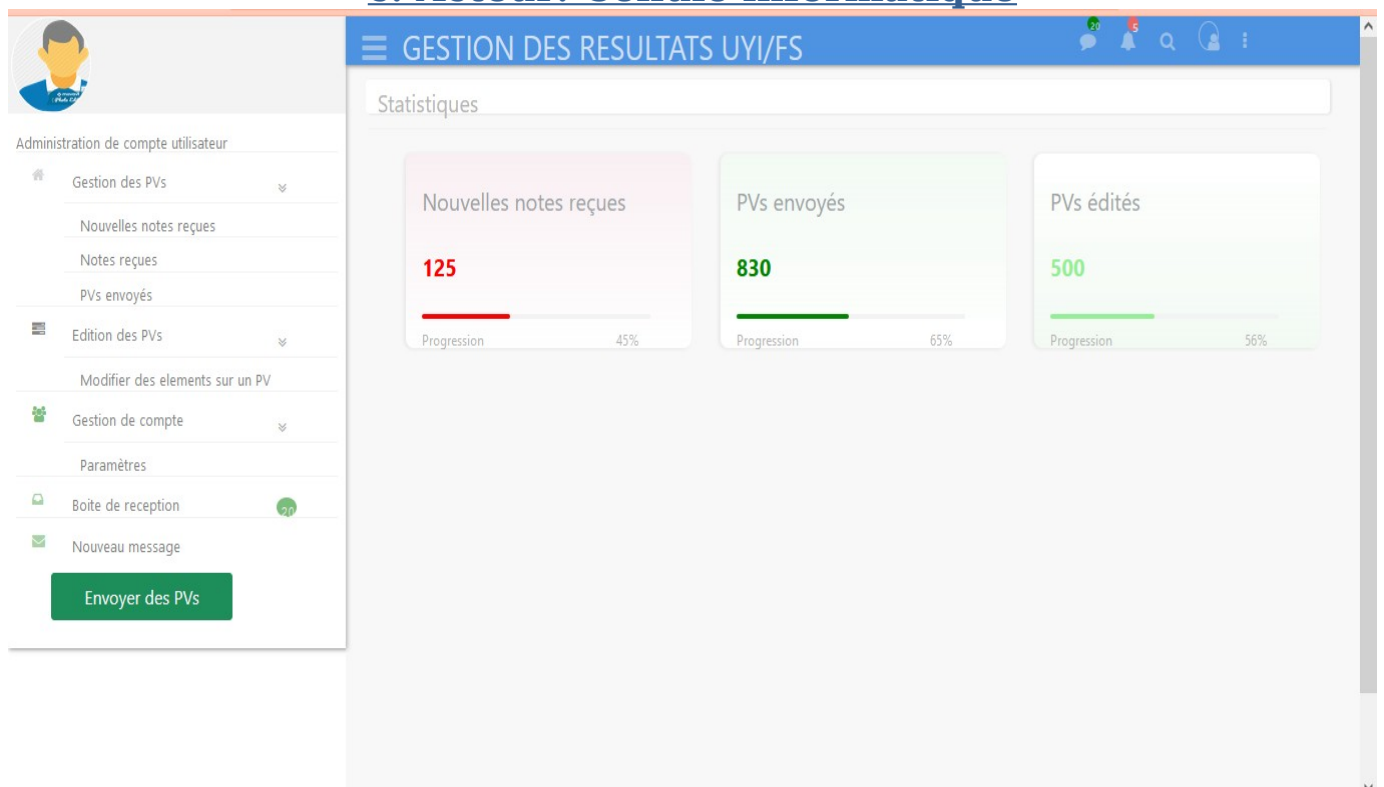 Acteur: Cellule Informatique
GESTION DES RESULTATS UYI/FS
20
5
Statistiques
Administration de compte utilisateur
Gestion des PVs
Nouvelles notes reçues
Notes reçues
PVs envoyés
Edition des PVs
Modifier des elements sur un PV
Gestion de compte
Paramètres
Boite de reception
20
Nouveau message
Envoyer des PVs
Nouvelles notes reçues
125
Progression 45%
PVs envoyés
830
Progression 65%
PVs édités
500
Progression 56%